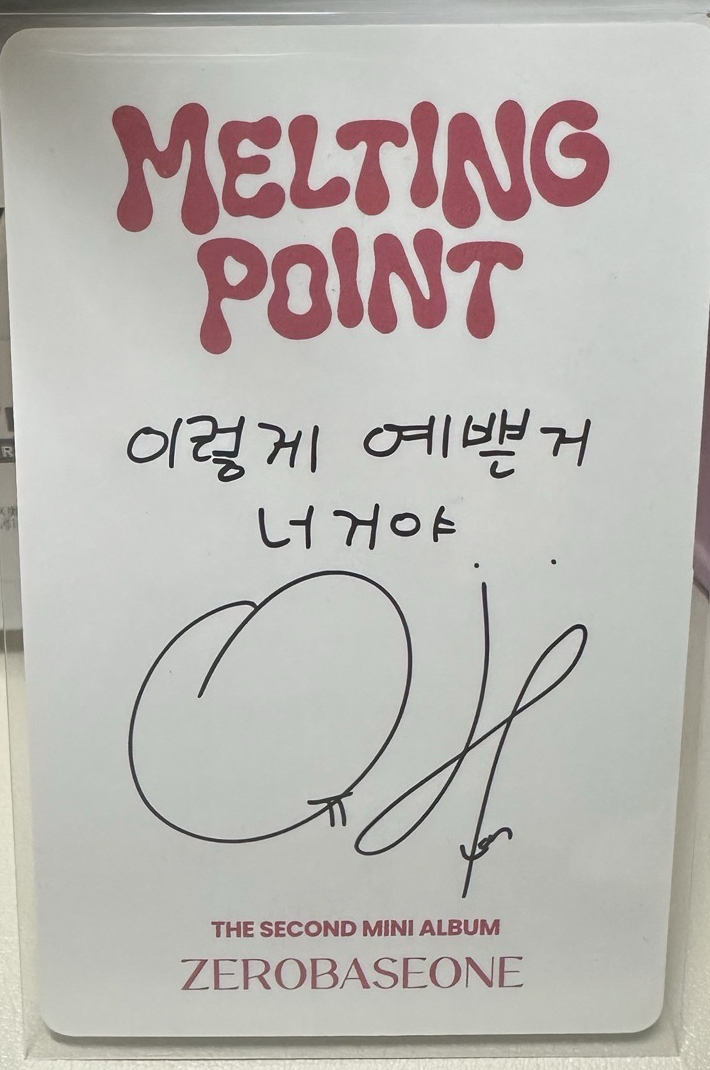 MELTING
POINT
이렇게 예쁜거
너거야
THE SECOND MINI ALBUM
ZEROBASEONE